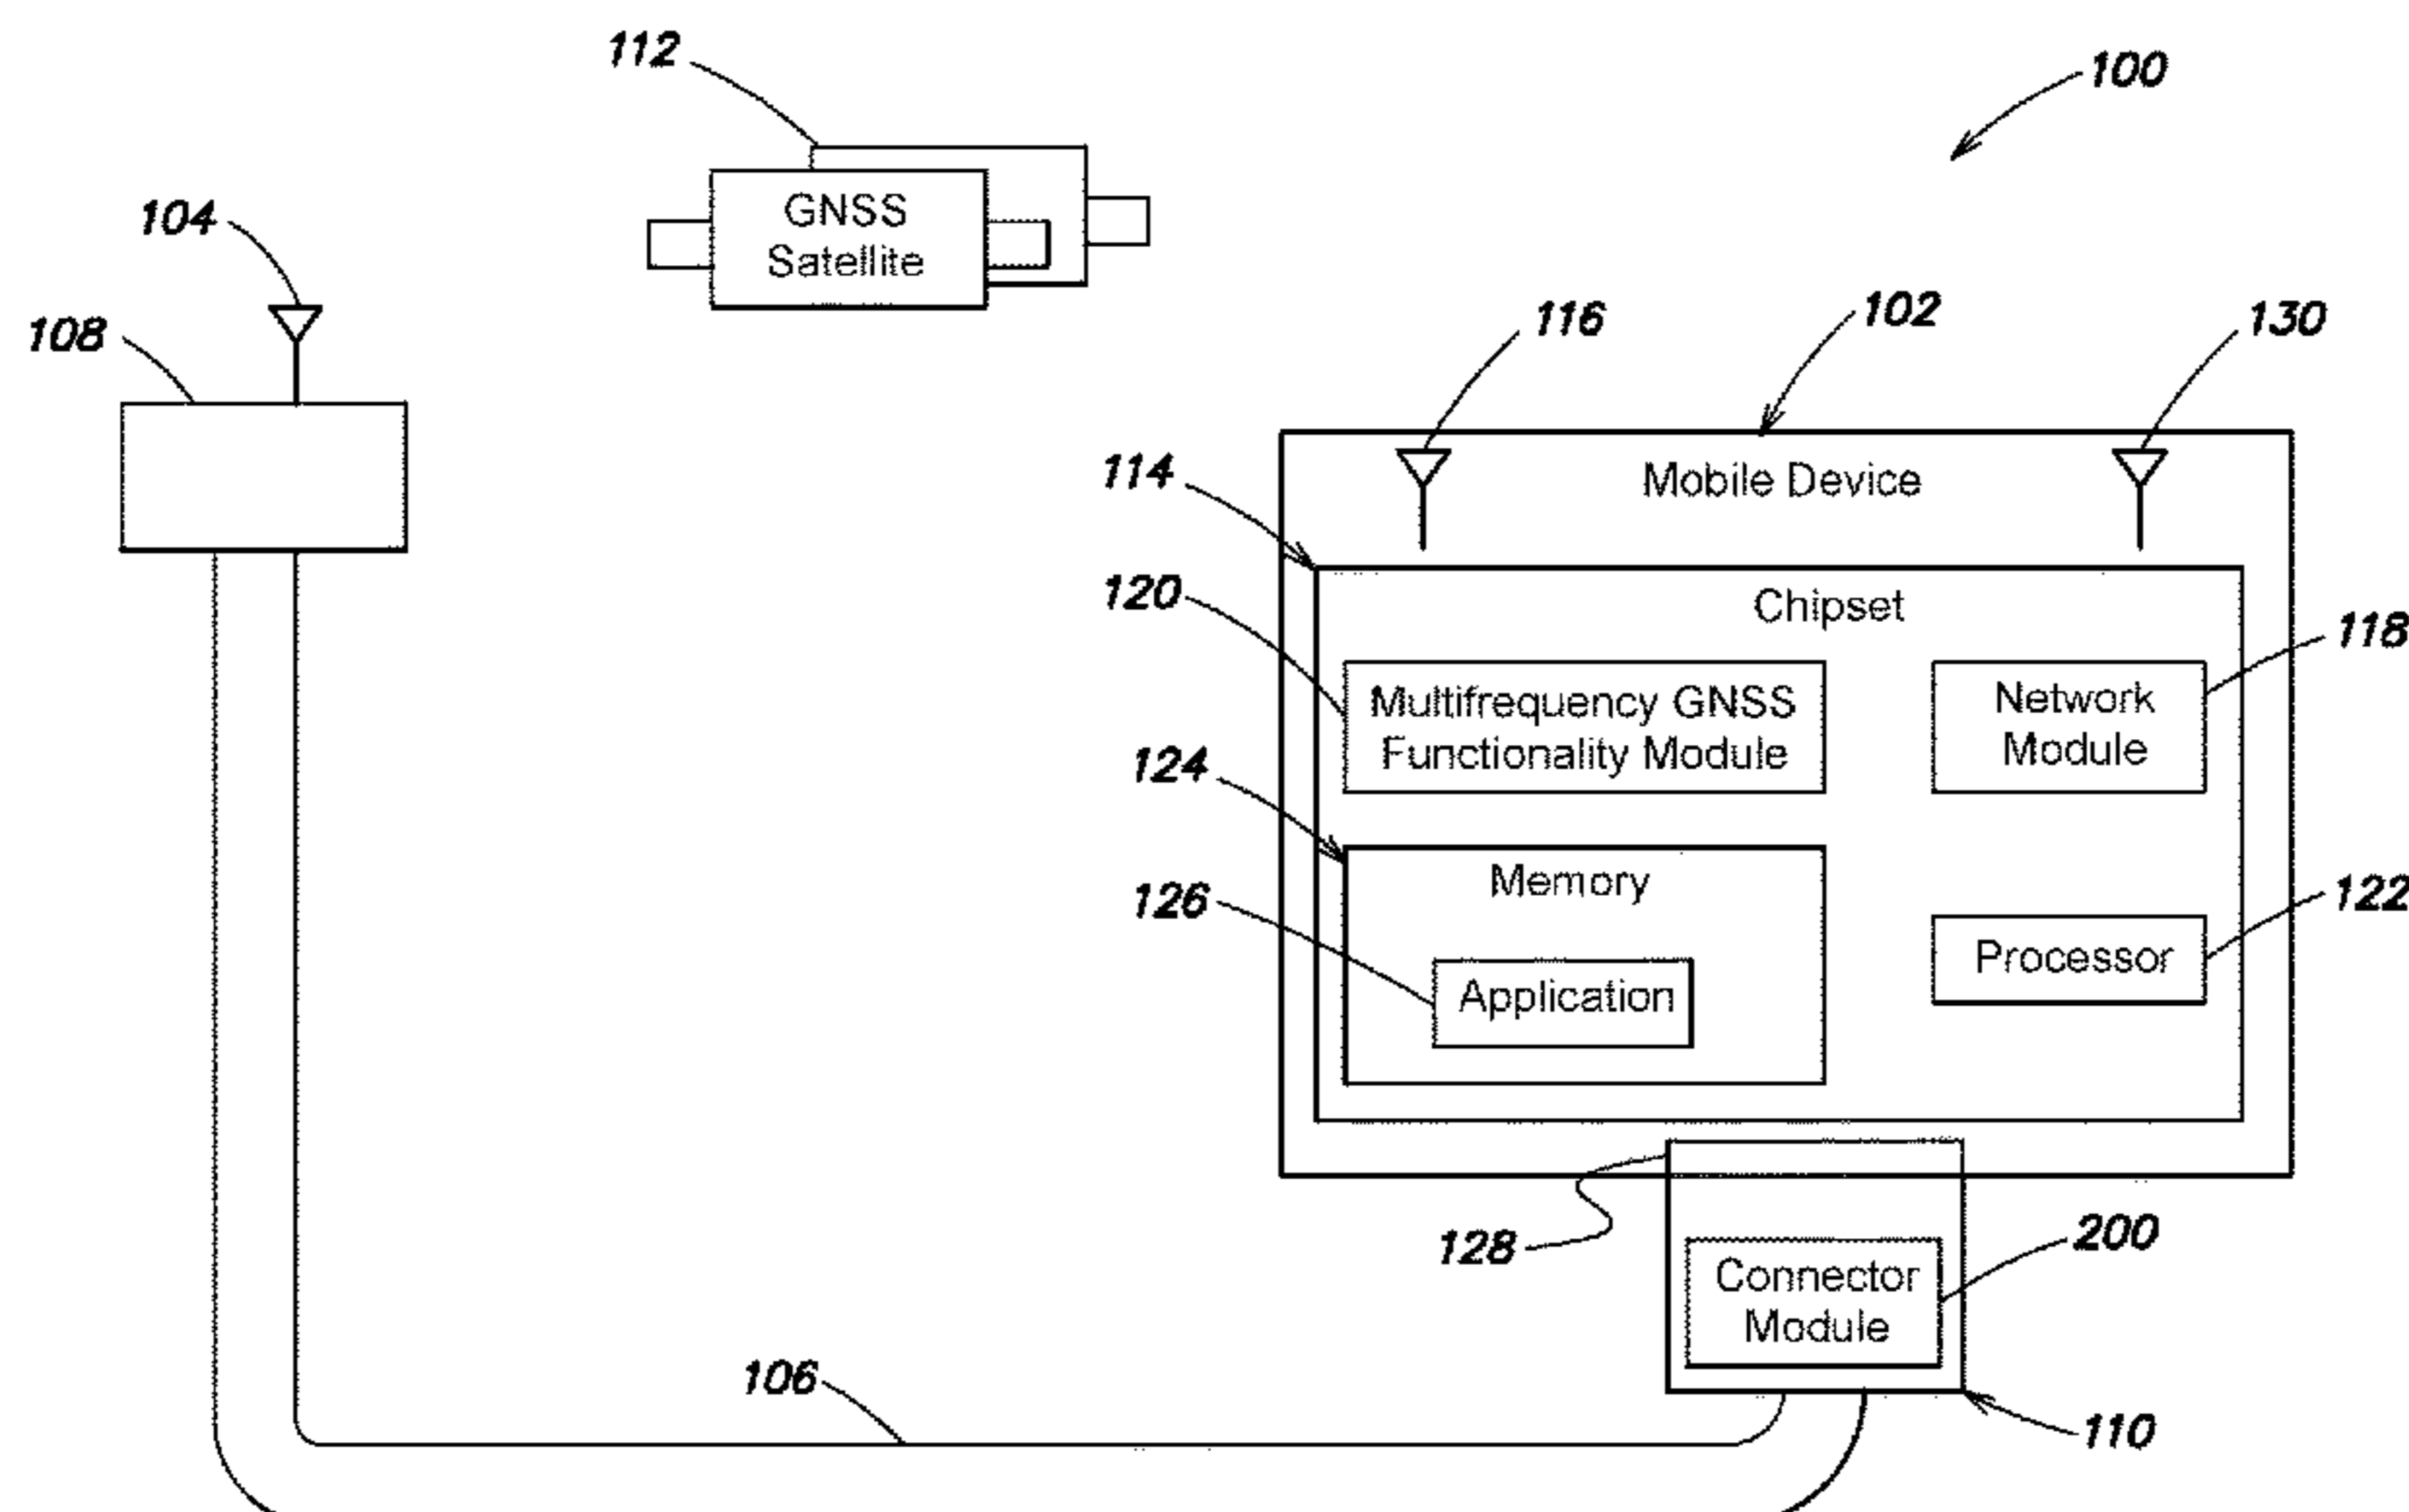 112
100
104
GNSS
Satellite
108
116
102
130
114
Mobile Device
120
Chipset
118
Multifrequency GNSS
Functionality Module
Network
Module
124
Memory
126
122
Application
Processor
128
200
Connector
Module
106
110